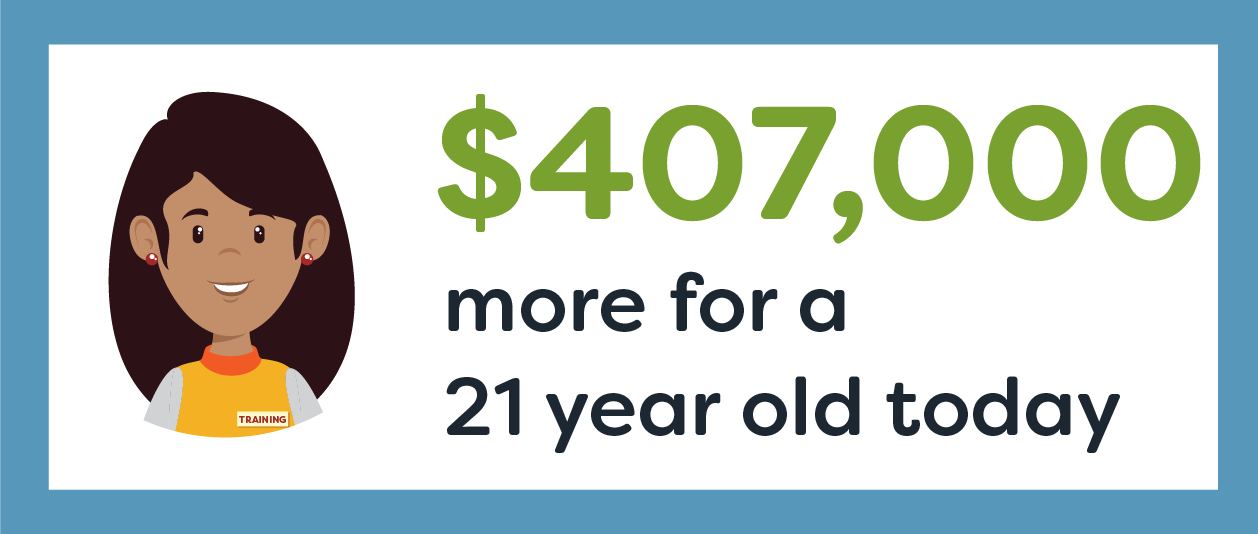 $407,000
more for a
21 year old today
TRAINING